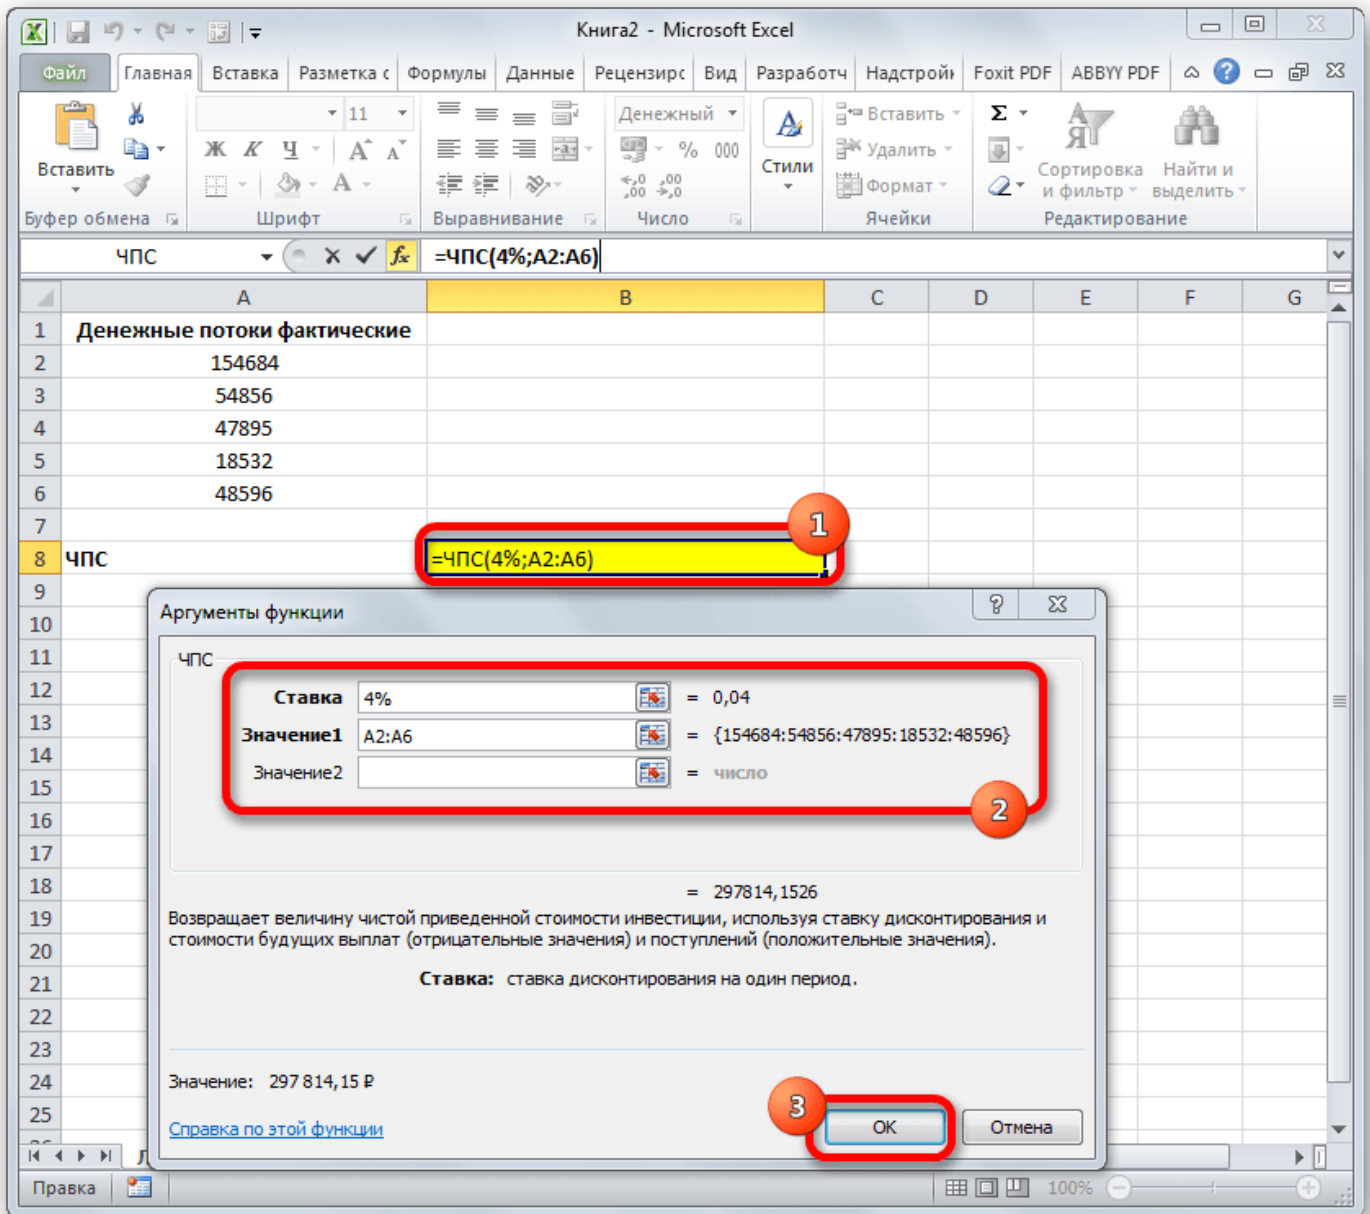 Книга2 - Microsoft Excel
Файл Главная Вставка Разметка с Формулы Данные Рецензирс Вид Разработч Надстройк Foxit PDF ABBYY PDF
11 Денежный Вставить Σ
Вставить Ж К Ч A A % 000 Стили Удалить Сортировка и фильтр Найти и выделить
A ,0 ,00 ,00 ,0 Формат
Буфер обмена Шрифт Выравнивание Число Ячейки Редактирование
ЧПС fx =ЧПС(4%;A2:A6)
A B C D E F G
1 Денежные потоки фактические
2 154684
3 54856
4 47895
5 18532
6 48596
7 1
8 ЧПС =ЧПС(4%;A2:A6)
9
Аргументы функции
10
11 ЧПС
12 Ставка 4% = 0,04
13 Значение1 A2:A6 = {154684:54856:47895:18532:48596}
14 Значение2 = число
15
16 2
17
18 = 297814,1526
19 Возвращает величину чистой приведенной стоимости инвестиции, используя ставку дисконтирования и
стоимости будущих выплат (отрицательные значения) и поступлений (положительные значения).
20
21 Ставка: ставка дисконтирования на один период.
22
23
24 Значение: 297 814,15 ₽
25 3
Справка по этой функции OK Отмена
Правка 100%